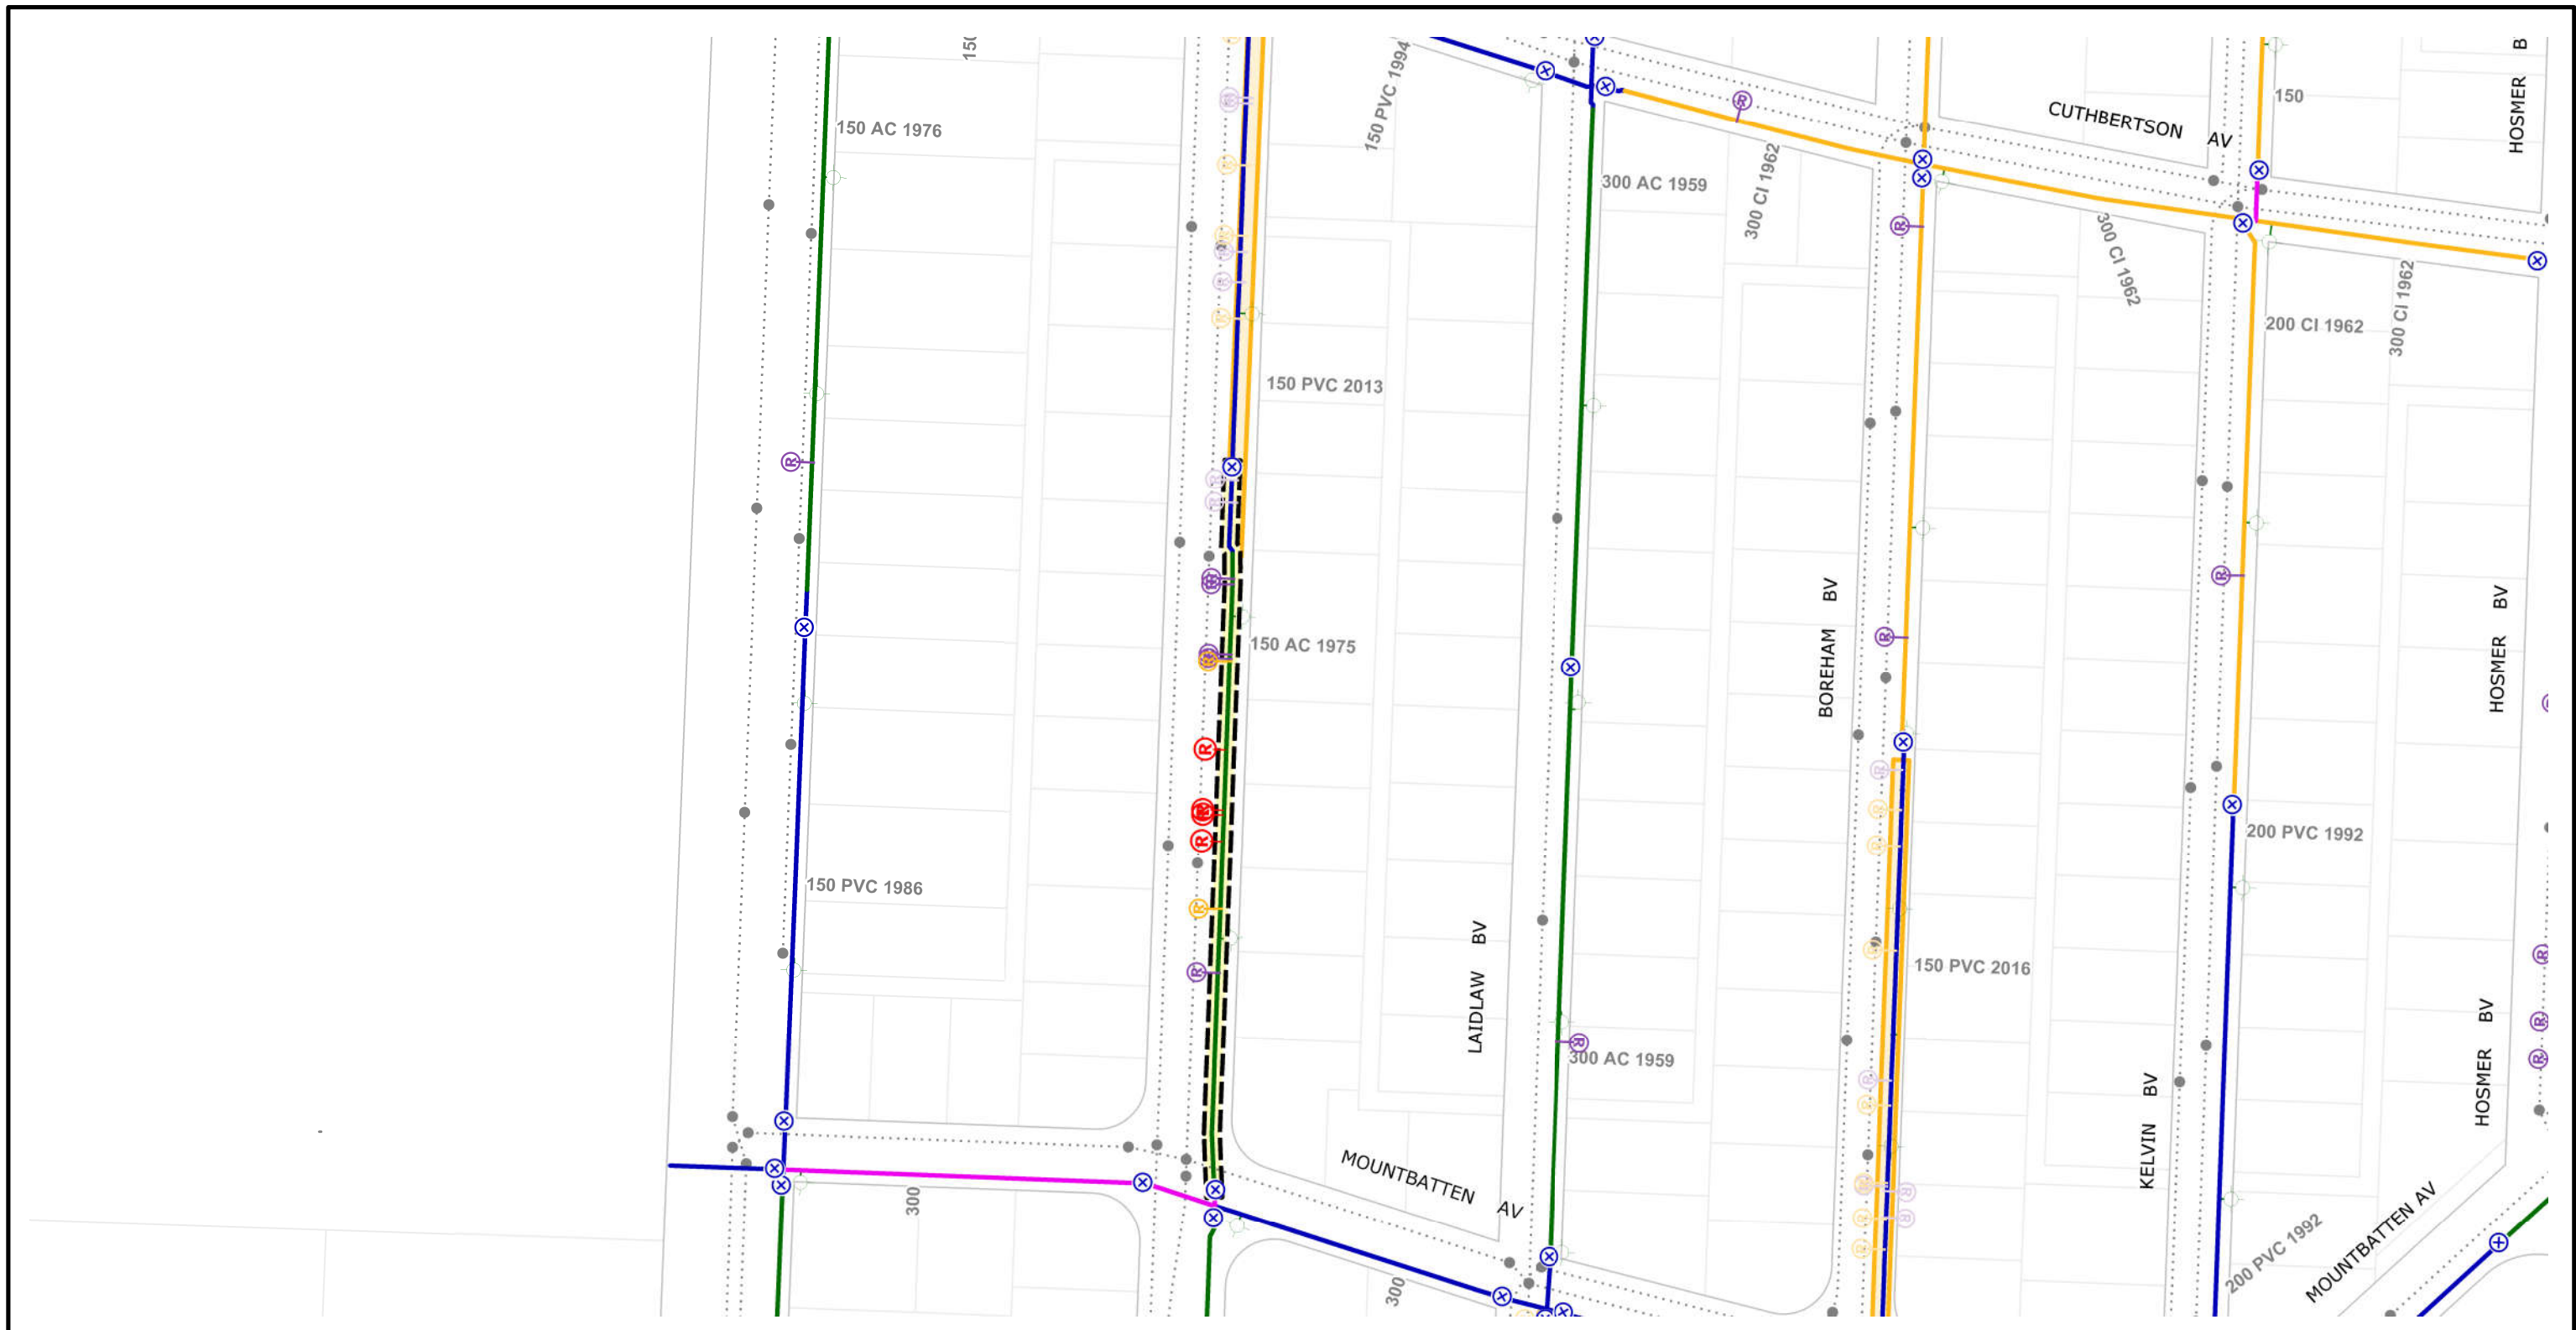 150 AC 1976
150 PVC 1994
CUTHBERTSON AV
150
HOSMER B
300 AC 1959
300 CI 1962
300 CI 1962
300 CI 1962
200 CI 1962
150 PVC 2013
150 AC 1975
BOREHAM BV
HOSMER BV
200 PVC 1992
150 PVC 1986
LAIDLAW BV
150 PVC 2016
300 AC 1959
HOSMER BV
KELVIN BV
MOUNTBATTEN AV
300
300
200 PVC 1992
MOUNTBATTEN AV